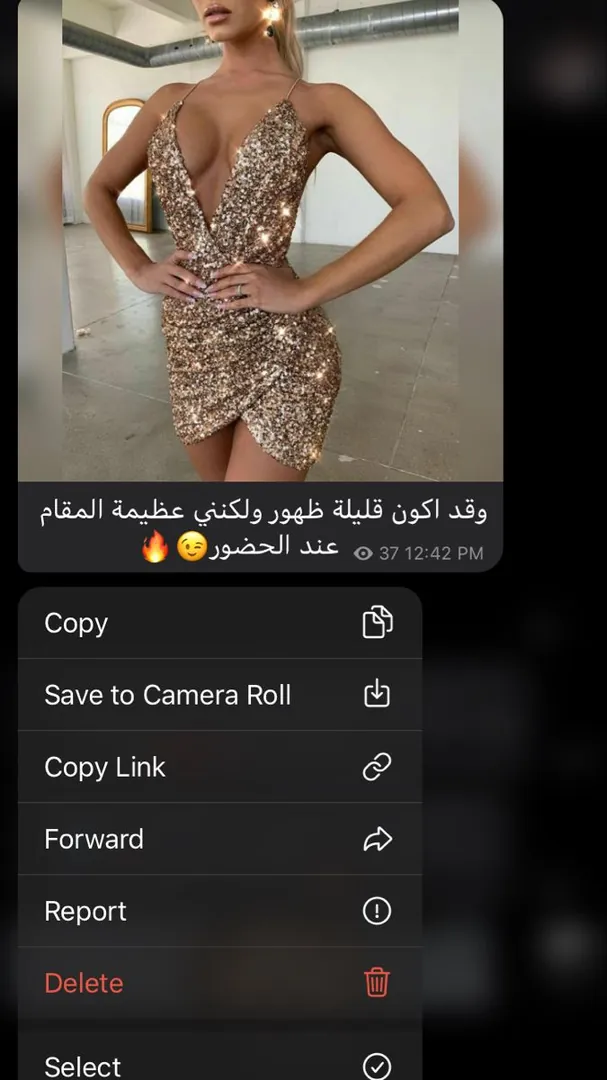 وقد اكون قليلة ظهور ولكنني عظيمة المقام
عند الحضور😉🔥
37 12:42 PM
Copy
Save to Camera Roll
Copy Link
Forward
Report
Delete
Select